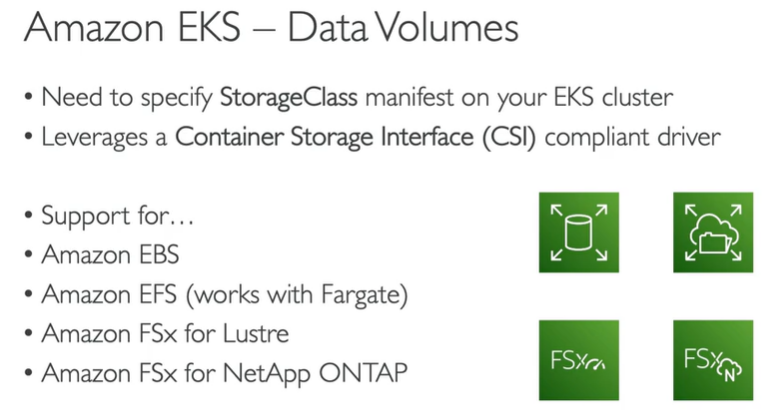 Amazon EKS – Data Volumes
• Need to specify StorageClass manifest on your EKS cluster
• Leverages a Container Storage Interface (CSI) compliant driver
• Support for…
• Amazon EBS
• Amazon EFS (works with Fargate)
• Amazon FSx for Lustre
• Amazon FSx for NetApp ONTAP
FSx
FSx N